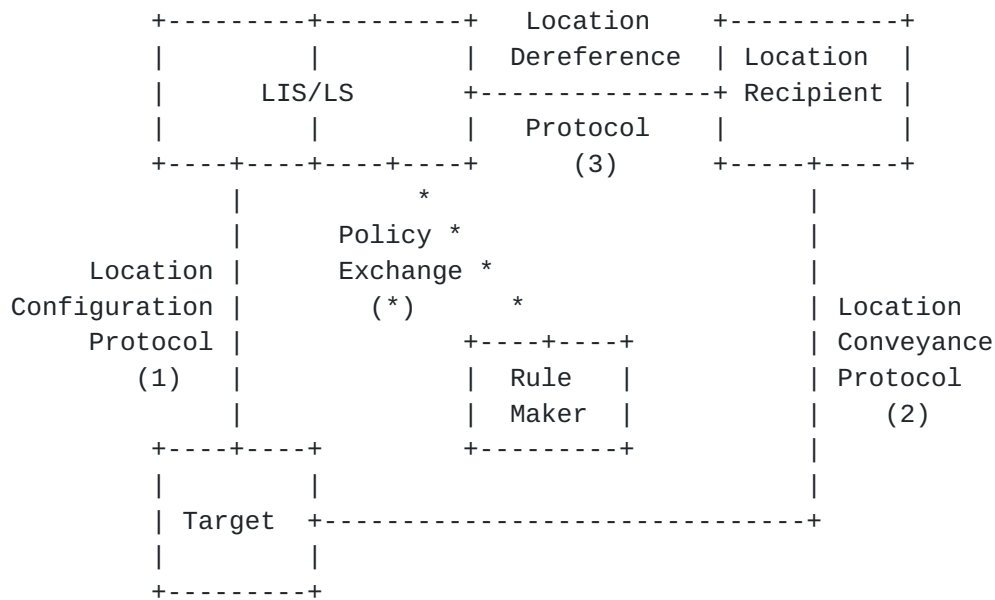 Location
Dereference
Location
LIS/LS
Recipient
Protocol
(3)
*
Policy *
Location
Exchange *
Configuration
(*)
*
Location
Protocol
Conveyance
(1)
Rule
Protocol
Maker
(2)
Target